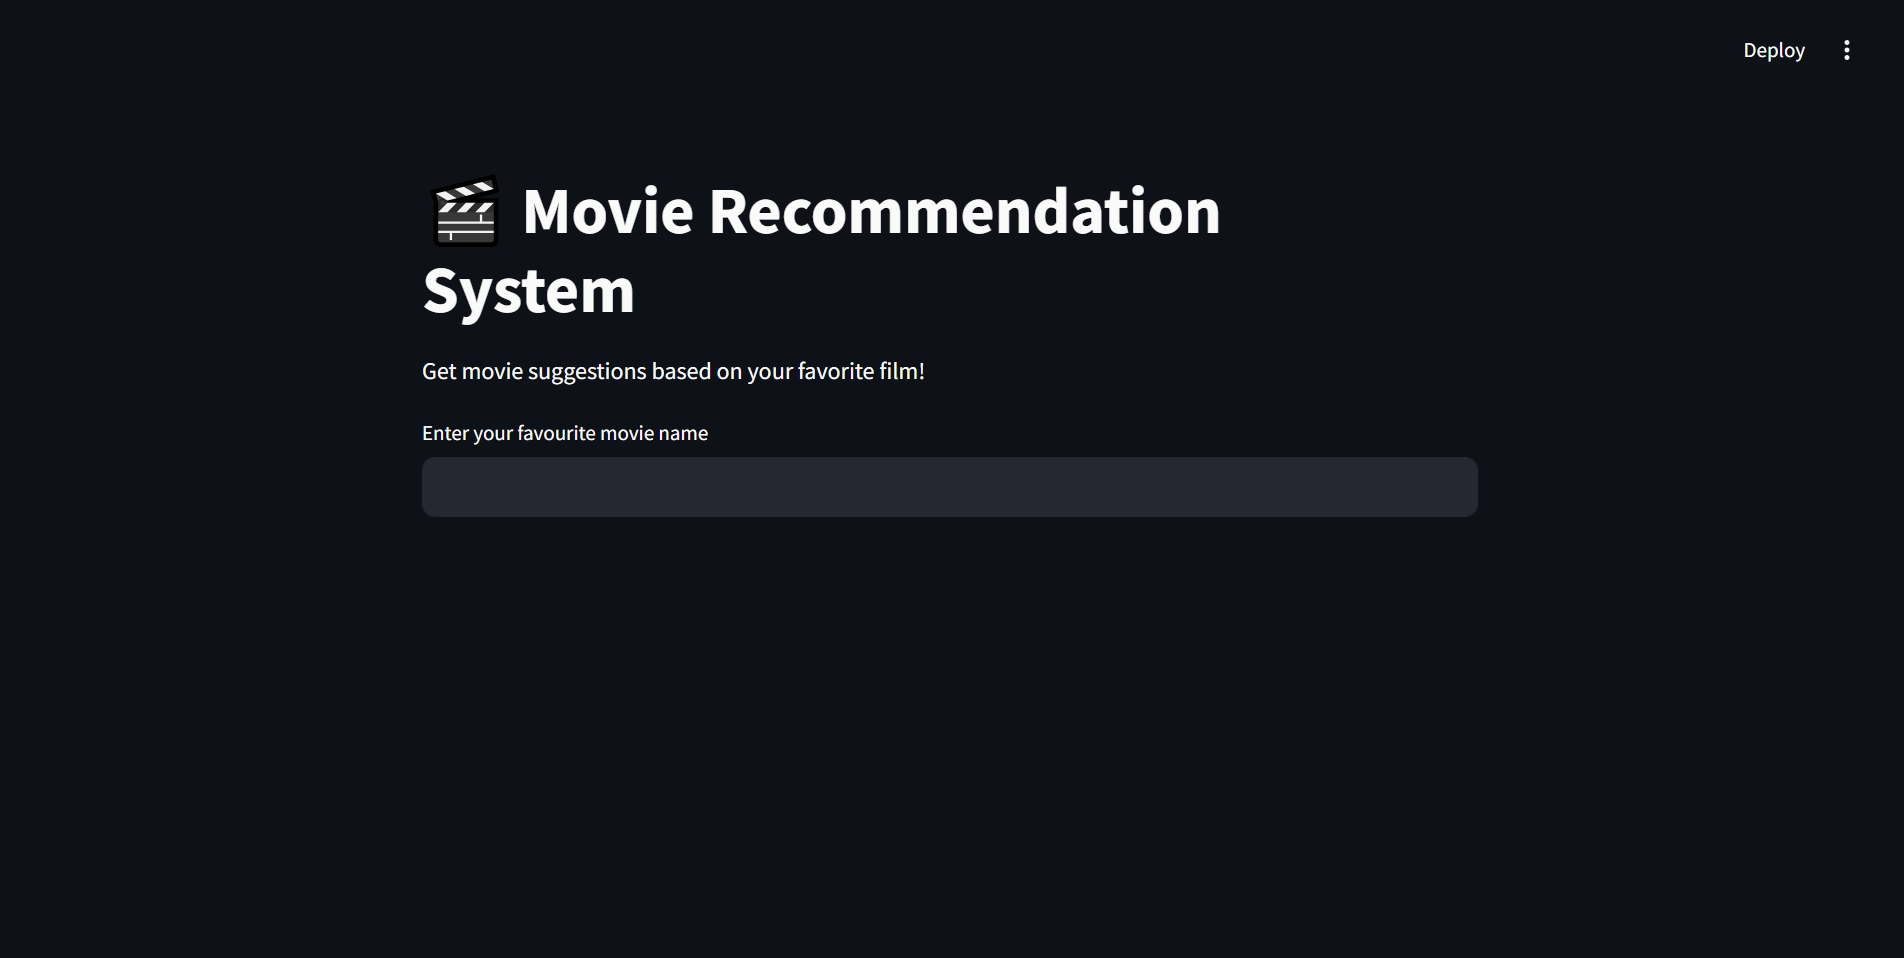 Deploy
🎬 Movie Recommendation
System
Get movie suggestions based on your favorite film!
Enter your favourite movie name